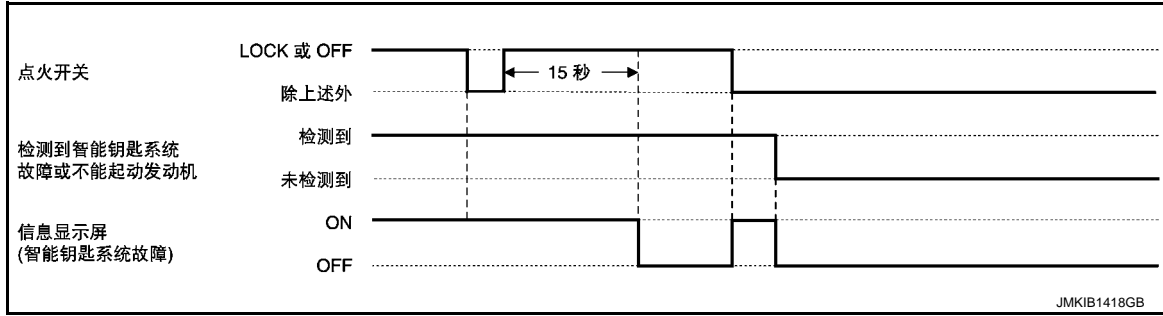 点火开关
LOCK 或 OFF
除上述外
15 秒
检测到智能钥匙系统
故障或不能起动发动机
检测到
未检测到
信息显示屏
(智能钥匙系统故障)
ON
OFF
JMKIB1418GB